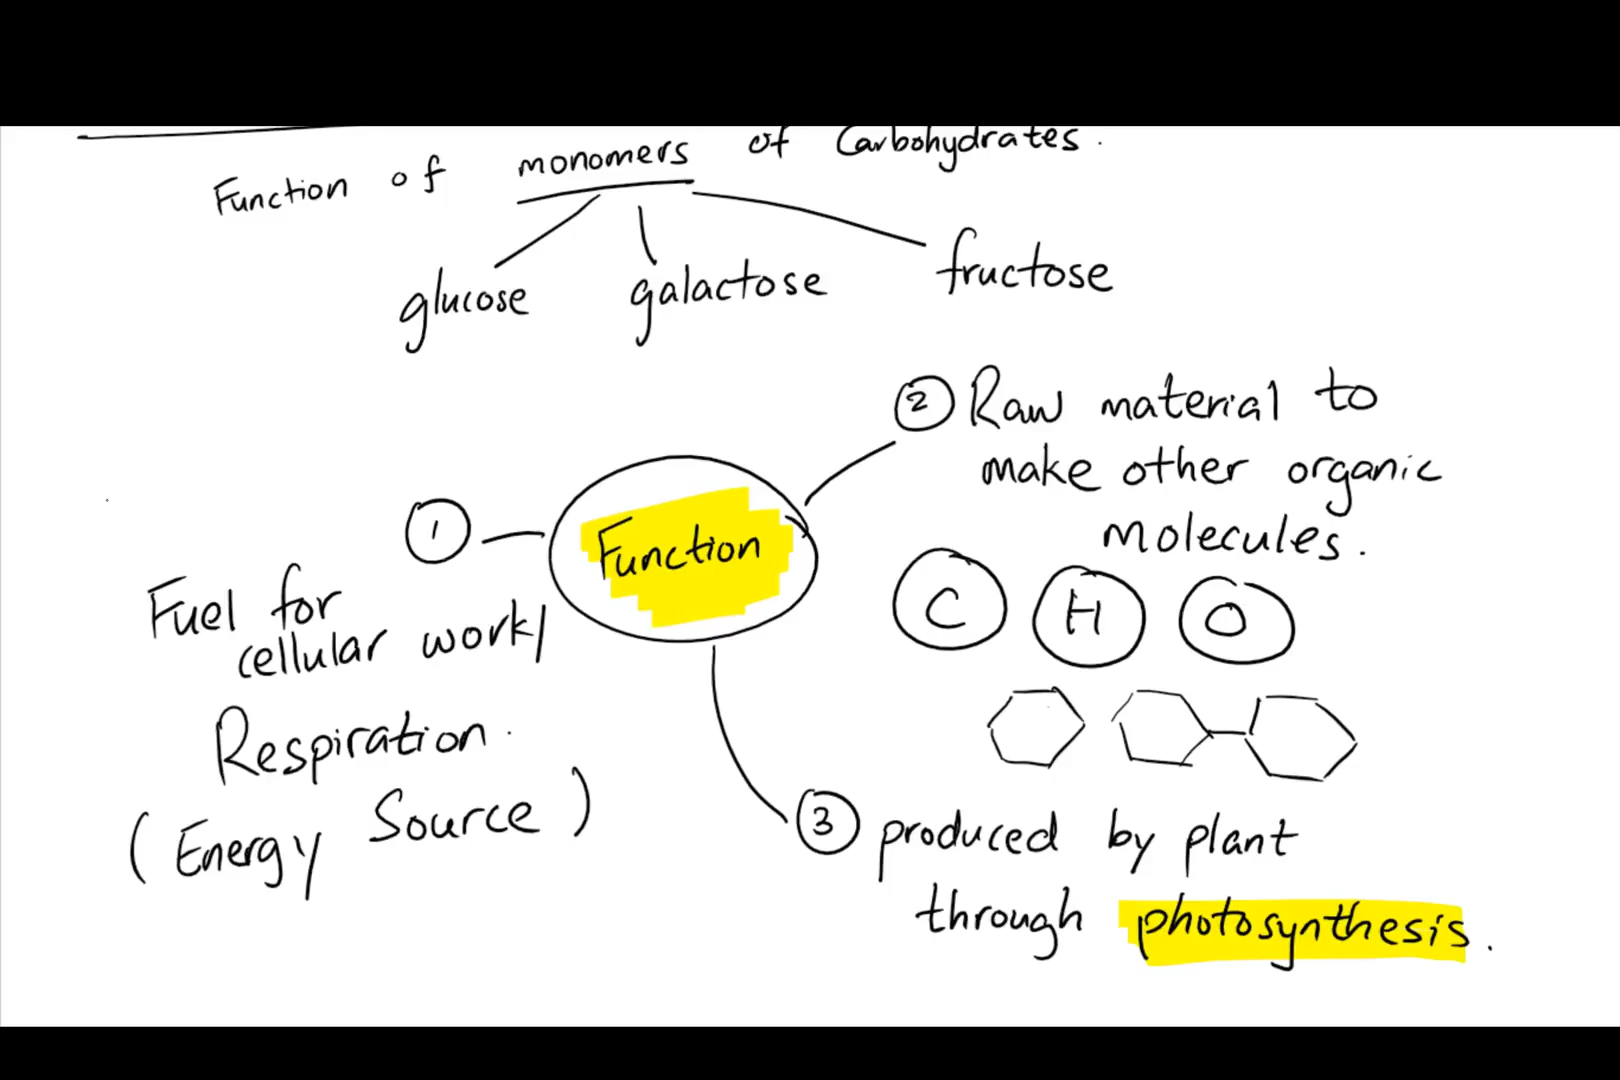 Function of monomers of Carbohydrates.
glucose galactose fructose
② Raw material to
make other organic
molecules.
C H O
Function
①
Fuel for
cellular work/
Respiration.
(Energy Source)
③ produced by plant
through photosynthesis.